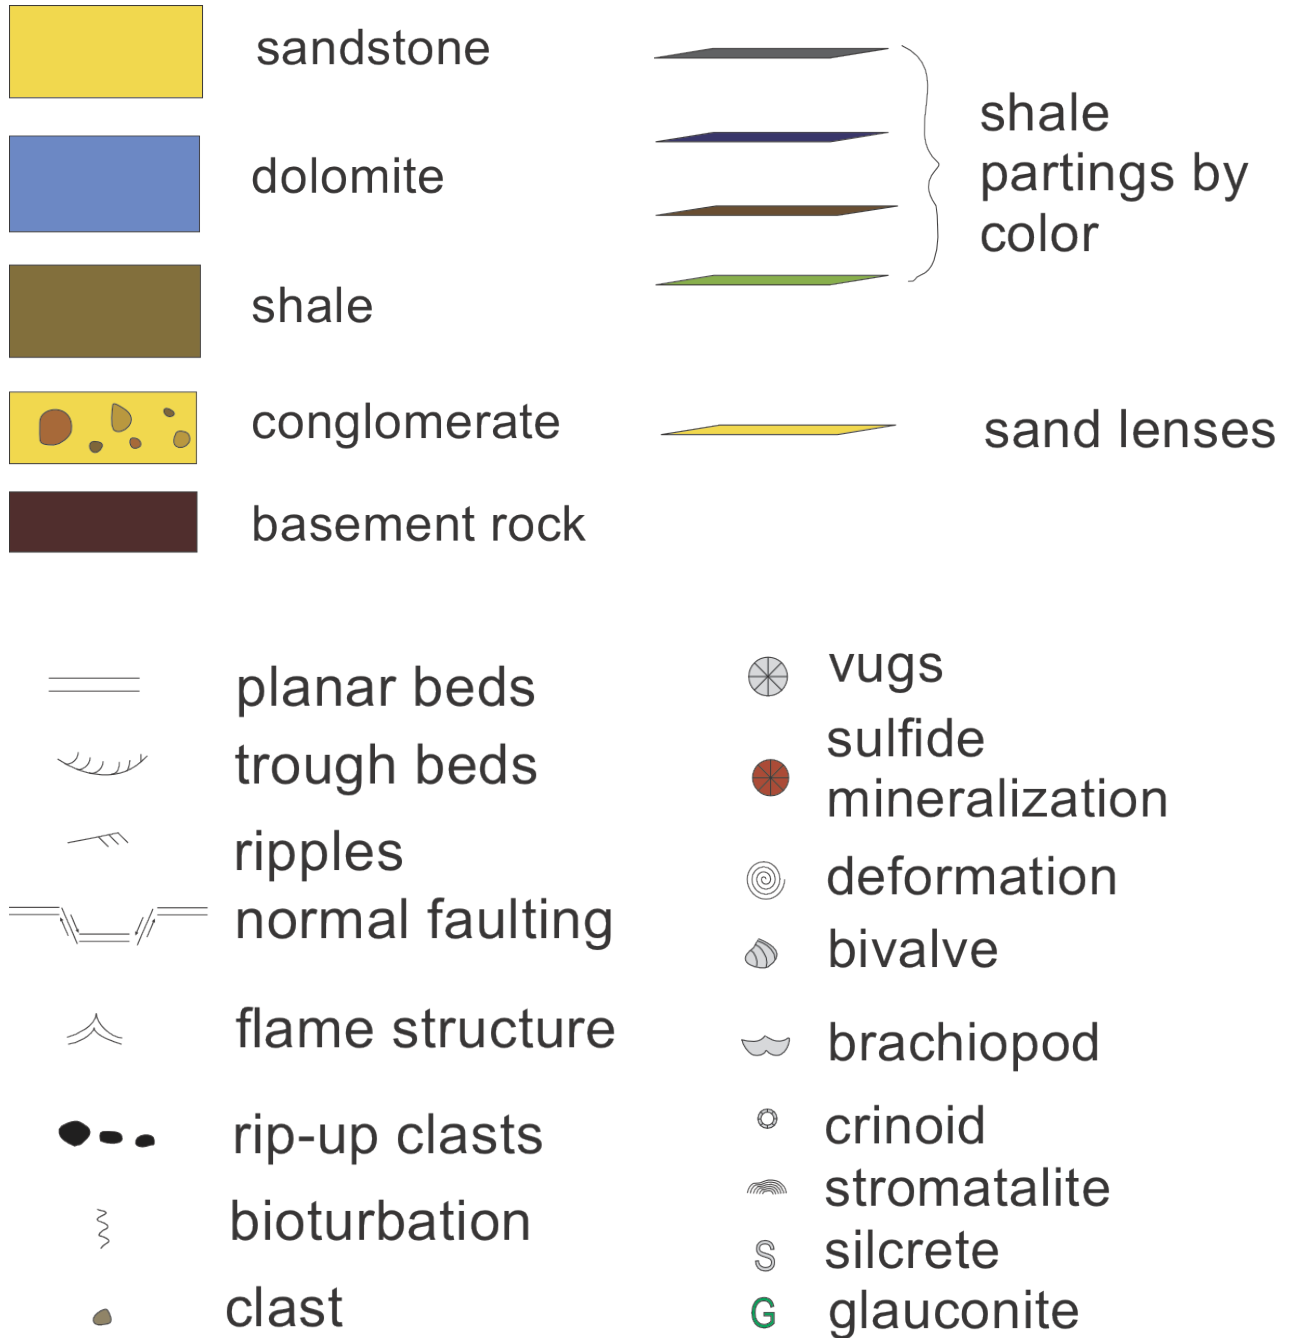 sandstone
dolomite
shale
conglomerate
basement rock
shale
partings by
color
sand lenses
planar beds
trough beds
ripples
normal faulting
flame structure
rip-up clasts
bioturbation
clast
vugs
sulfide
mineralization
deformation
bivalve
brachiopod
crinoid
stromatalite
S silcrete
G glauconite